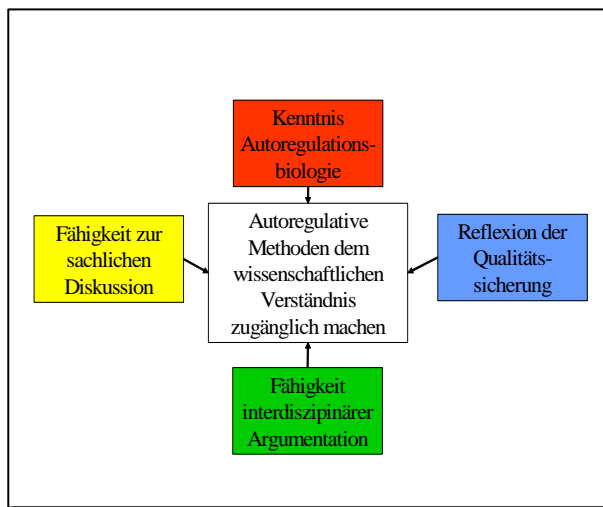 Kenntnis
Autoregulations-
biologie
Fähigkeit zur
sachlichen
Diskussion
Autoregulative
Methoden dem
wissenschaftlichen
Verständnis
zugänglich machen
Reflexion der
Qualitäts-
sicherung
Fähigkeit
interdiszipinärer
Argumentation